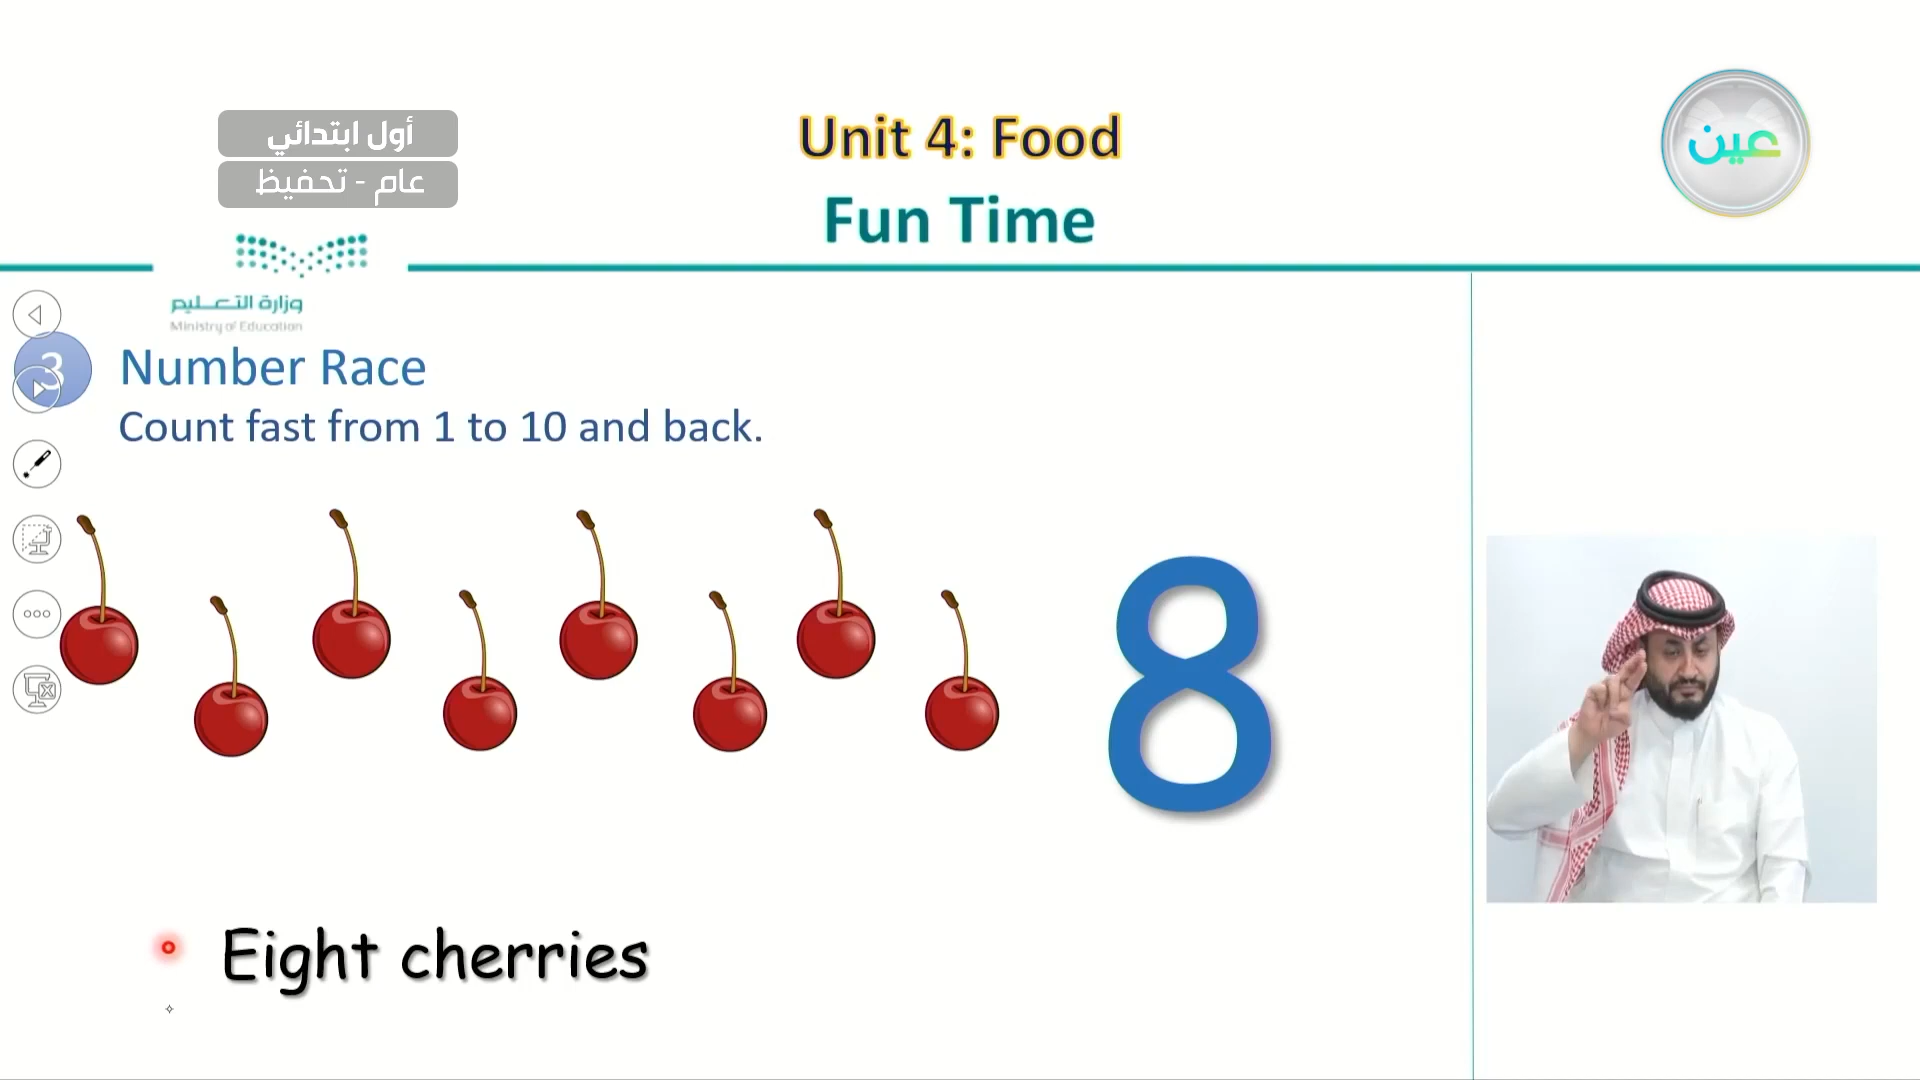 أول ابتدائي
عام - تحفيظ
Unit 4: Food
Fun Time
عين
وزارة التعليم
Ministry of Education
3
Number Race
Count fast from 1 to 10 and back.
8
Eight cherries